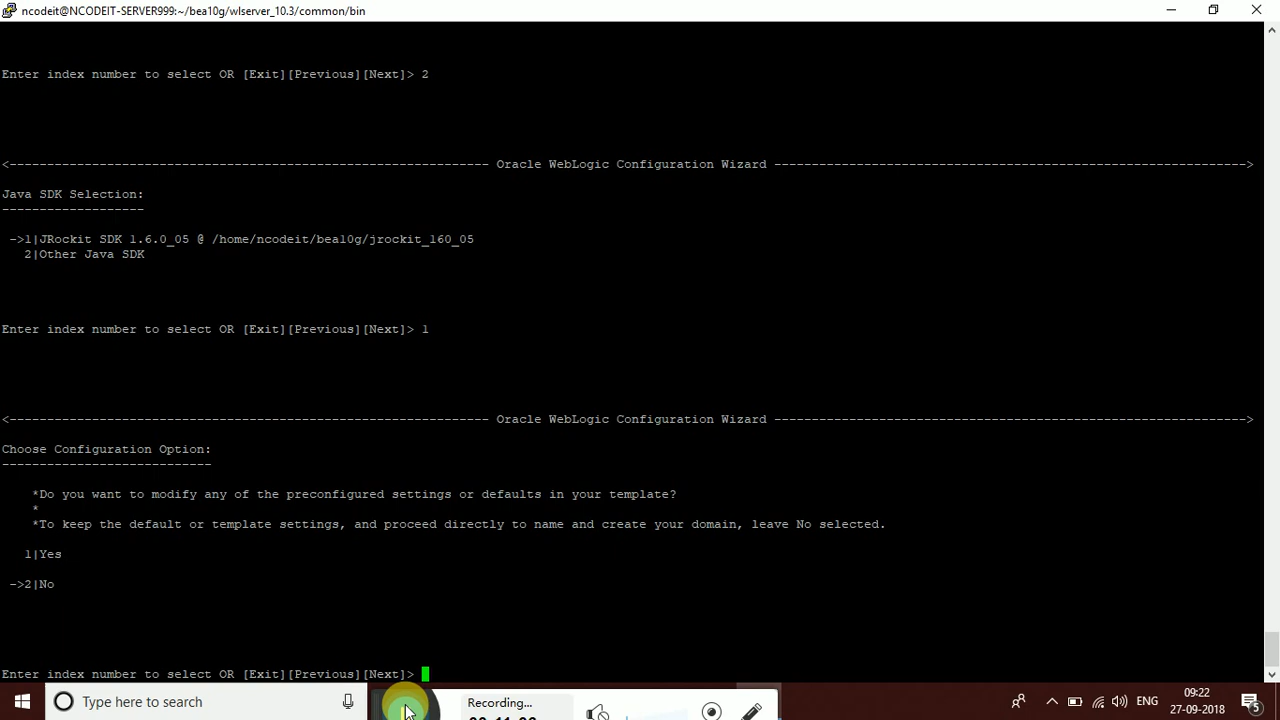 ncodeit@NCODEIT-SERVER999:~/bea10g/wlserver_10.3/common/bin
Enter index number to select OR [Exit][Previous][Next]> 2
<---------------------------------------------------------------- Oracle WebLogic Configuration Wizard --------------------------------------------------------------->
Java SDK Selection:
-------------------
->1|JRockit SDK 1.6.0_05 @ /home/ncodeit/bea10g/jrockit_160_05
2|Other Java SDK
Enter index number to select OR [Exit][Previous][Next]> 1
<---------------------------------------------------------------- Oracle WebLogic Configuration Wizard --------------------------------------------------------------->
Choose Configuration Option:
----------------------------
*Do you want to modify any of the preconfigured settings or defaults in your template?
*
*To keep the default or template settings, and proceed directly to name and create your domain, leave No selected.
1|Yes
->2|No
Enter index number to select OR [Exit][Previous][Next]>
Type here to search
Recording...
ENG
09:22
27-09-2018
5